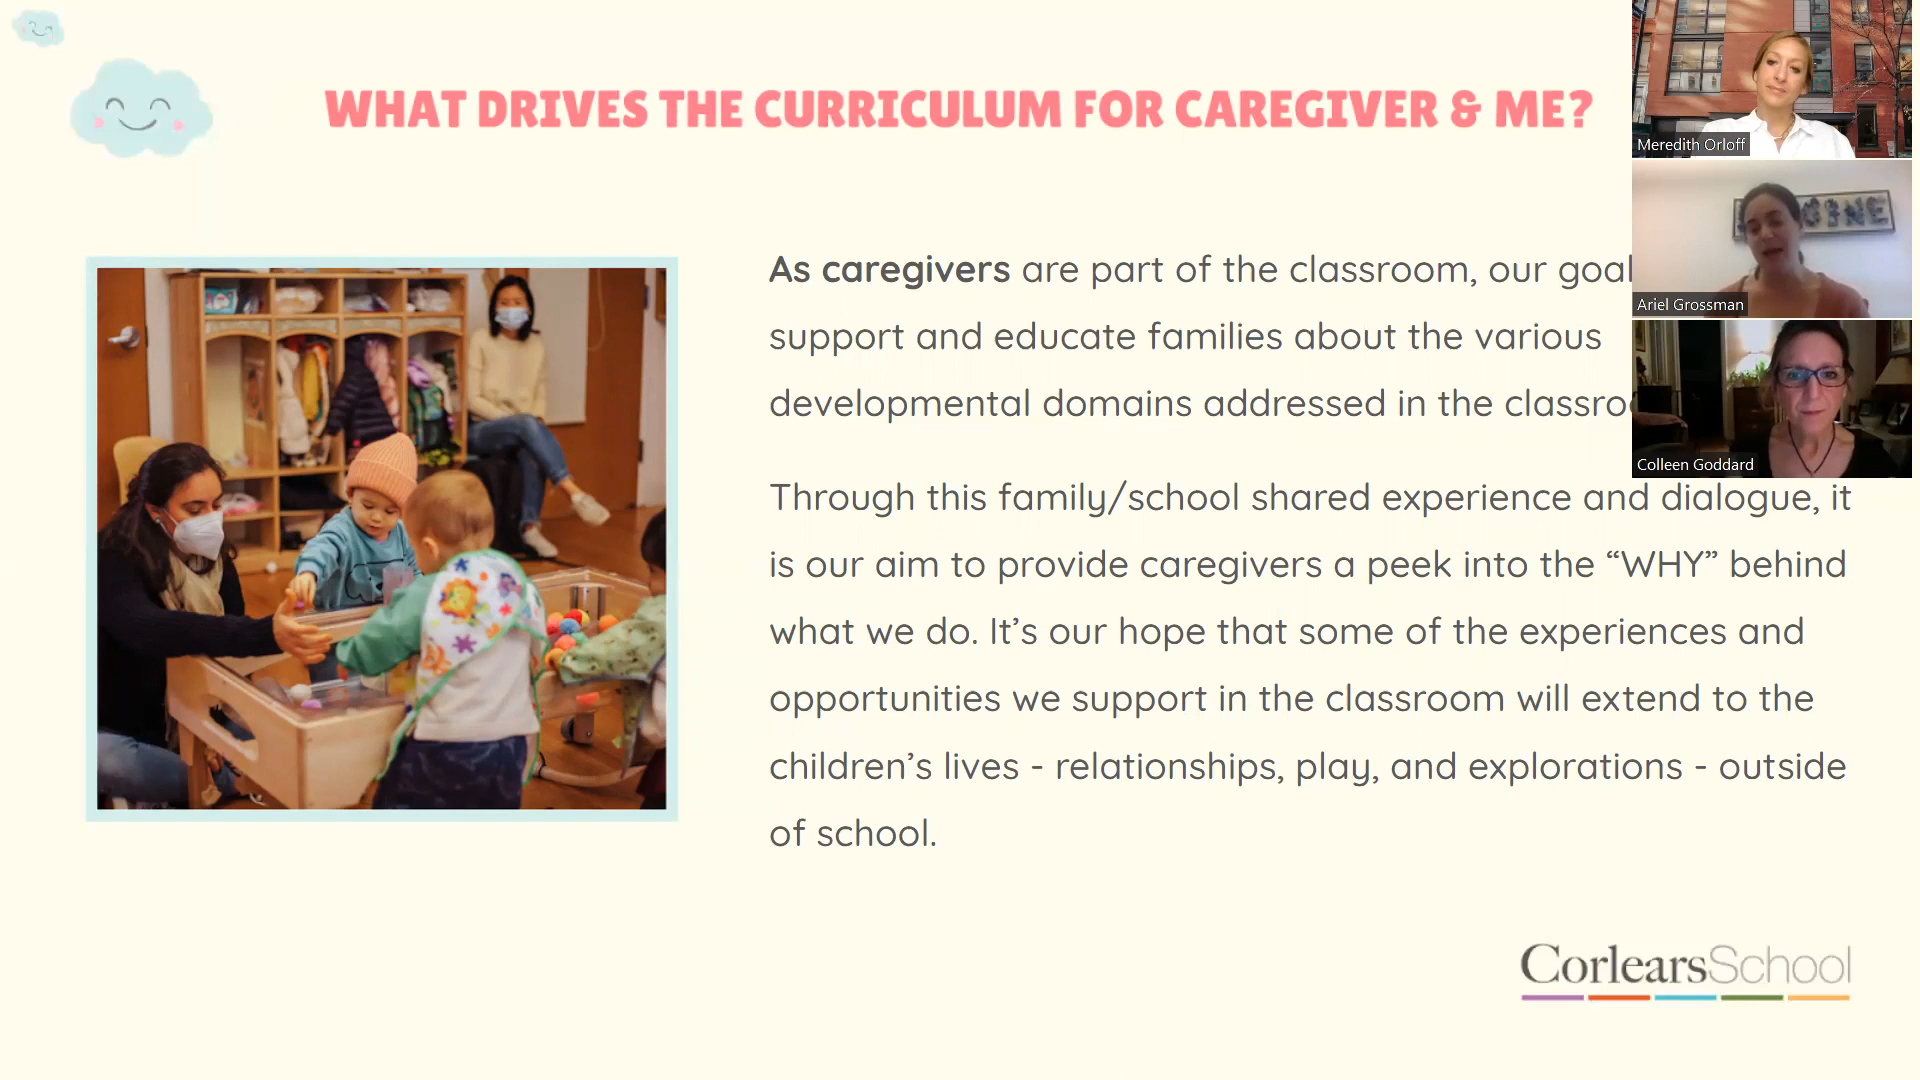 WHAT DRIVES THE CURRICULUM FOR CAREGIVER & ME?
Meredith Orloff
Ariel Grossman
Colleen Goddard
As caregivers are part of the classroom, our goal
support and educate families about the various
developmental domains addressed in the
Through this family/school shared experience and dialogue, it
is our aim to provide caregivers a peek into the “WHY” behind
what we do. It’s our hope that some of the experiences and
opportunities we support in the classroom will extend to the
children’s lives - relationships, play, and explorations - outside
of school.
CorlearsSchool